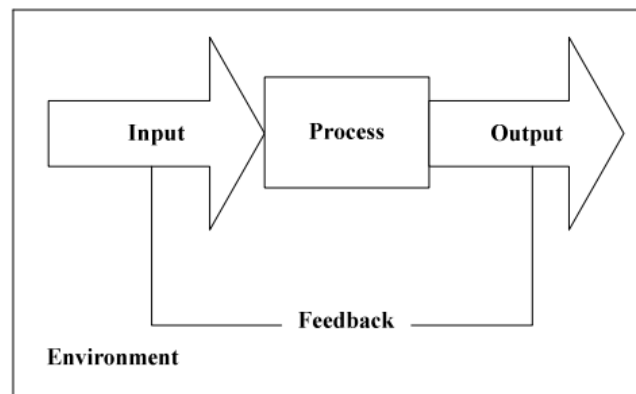 Input
Process
Output
Feedback
Environment